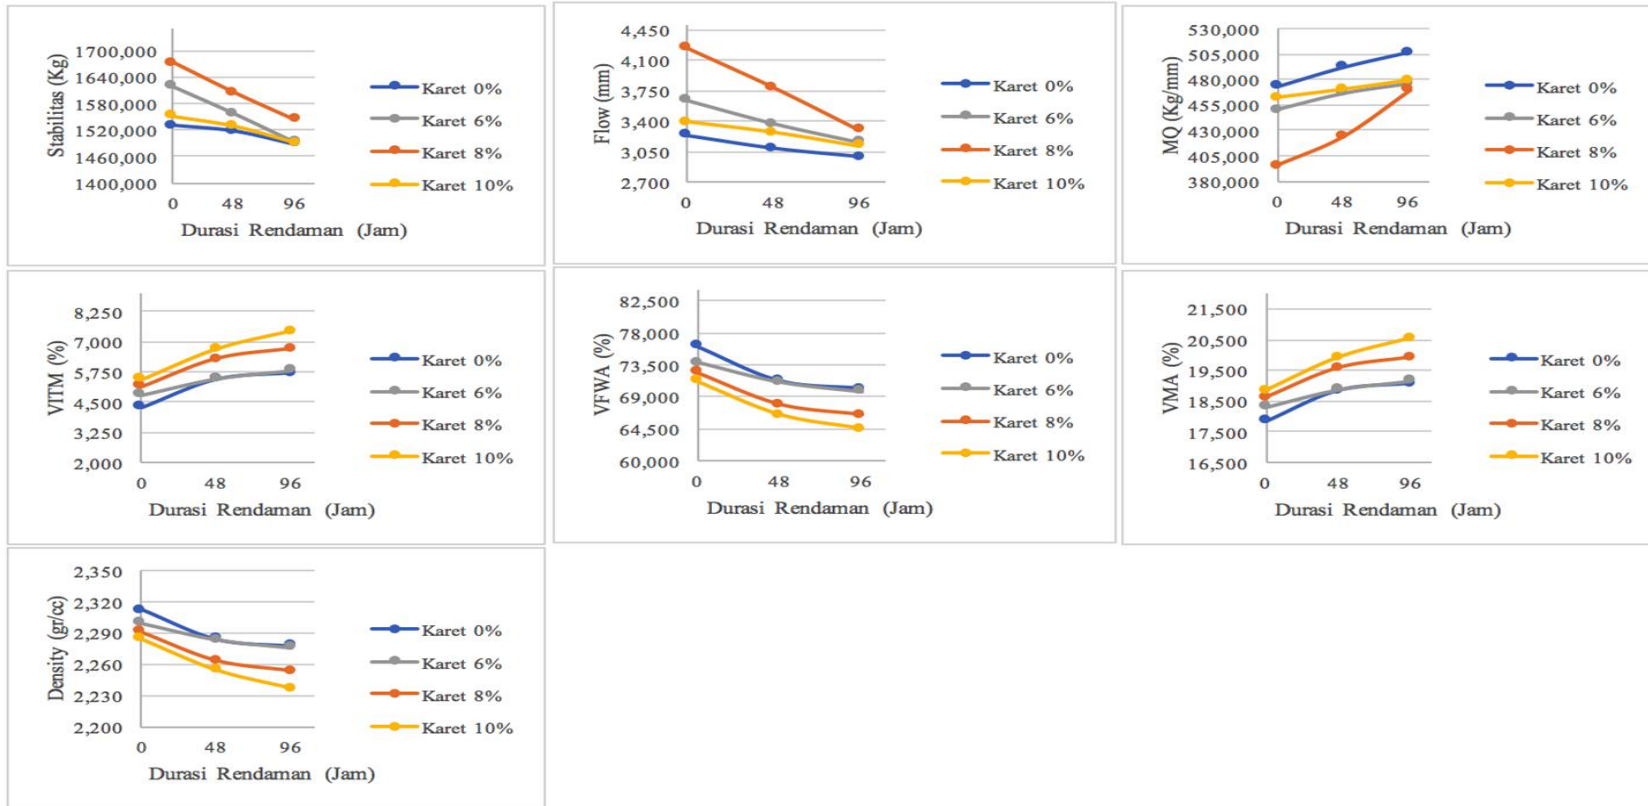 Stabilitas (Kg)
1700,000
1640,000
1580,000
1520,000
1460,000
1400,000
0 48 96
Durasi Rendaman (Jam)
Karet 0%
Karet 6%
Karet 8%
Karet 10%
Flow (mm)
4,450
4,100
3,750
3,400
3,050
2,700
0 48 96
Durasi Rendaman (Jam)
Karet 0%
Karet 6%
Karet 8%
Karet 10%
MQ (Kg/mm)
530,000
505,000
480,000
455,000
430,000
405,000
380,000
0 48 96
Durasi Rendaman (Jam)
Karet 0%
Karet 6%
Karet 8%
Karet 10%
VITM (%)
8,250
7,000
5,750
4,500
3,250
2,000
0 48 96
Durasi Rendaman (Jam)
Karet 0%
Karet 6%
Karet 8%
Karet 10%
VFWA (%)
82,500
78,000
73,500
69,000
64,500
60,000
0 48 96
Durasi Rendaman (Jam)
Karet 0%
Karet 6%
Karet 8%
Karet 10%
VMA (%)
21,500
20,500
19,500
18,500
17,500
16,500
0 48 96
Durasi Rendaman (Jam)
Karet 0%
Karet 6%
Karet 8%
Karet 10%
Density (gr/cc)
2,350
2,320
2,290
2,260
2,230
2,200
0 48 96
Durasi Rendaman (Jam)
Karet 0%
Karet 6%
Karet 8%
Karet 10%